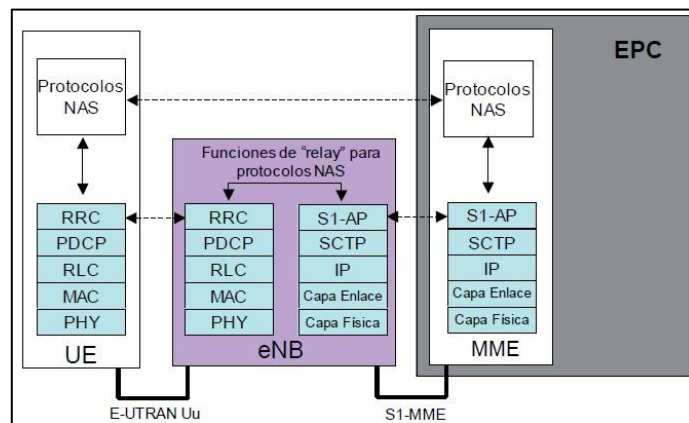 EPC
Protocolos
NAS
Protocolos
NAS
Funciones de “relay” para
protocolos NAS
RRC
PDCP
RLC
MAC
PHY
UE
RRC
PDCP
RLC
MAC
PHY
S1-AP
SCTP
IP
Capa Enlace
Capa Física
eNB
S1-AP
SCTP
IP
Capa Enlace
Capa Física
MME
E-UTRAN Uu
S1-MME